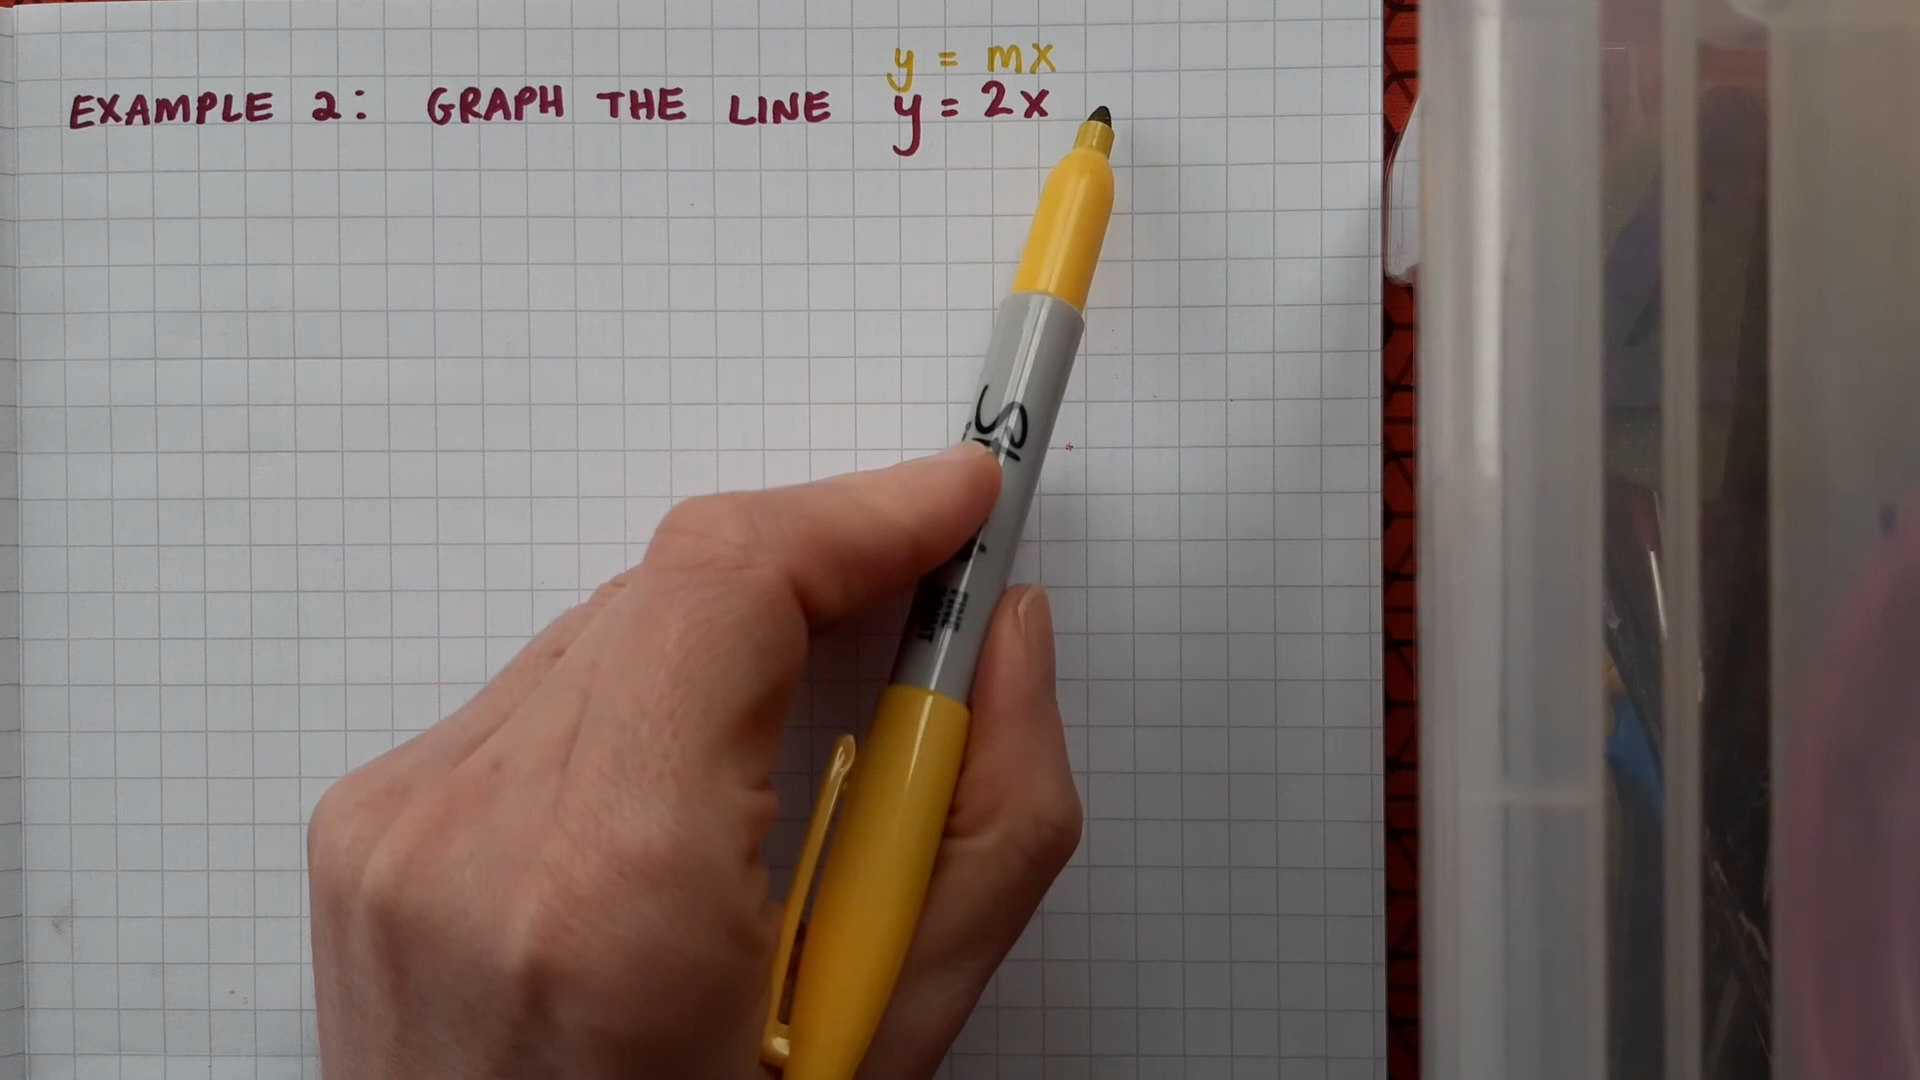 y = mx
EXAMPLE 2: GRAPH THE LINE y = 2x